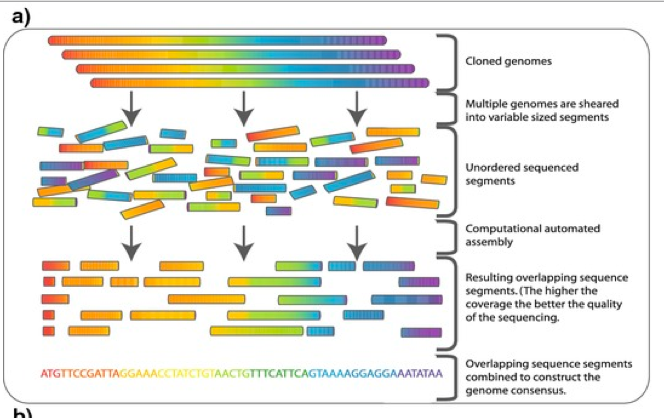 a)
Cloned genomes
Multiple genomes are sheared
into variable sized segments
Unordered sequenced
segments
Computational automated
assembly
Resulting overlapping sequence
segments. (The higher the
coverage the better the quality
of the sequencing.
ATGTTCCGATTAGGAAACCTATCTGTAACTGTTTCATTCAGTAAAAGGAGGAAATATAA
Overlapping sequence segments
combined to construct the
genome consensus.
b)